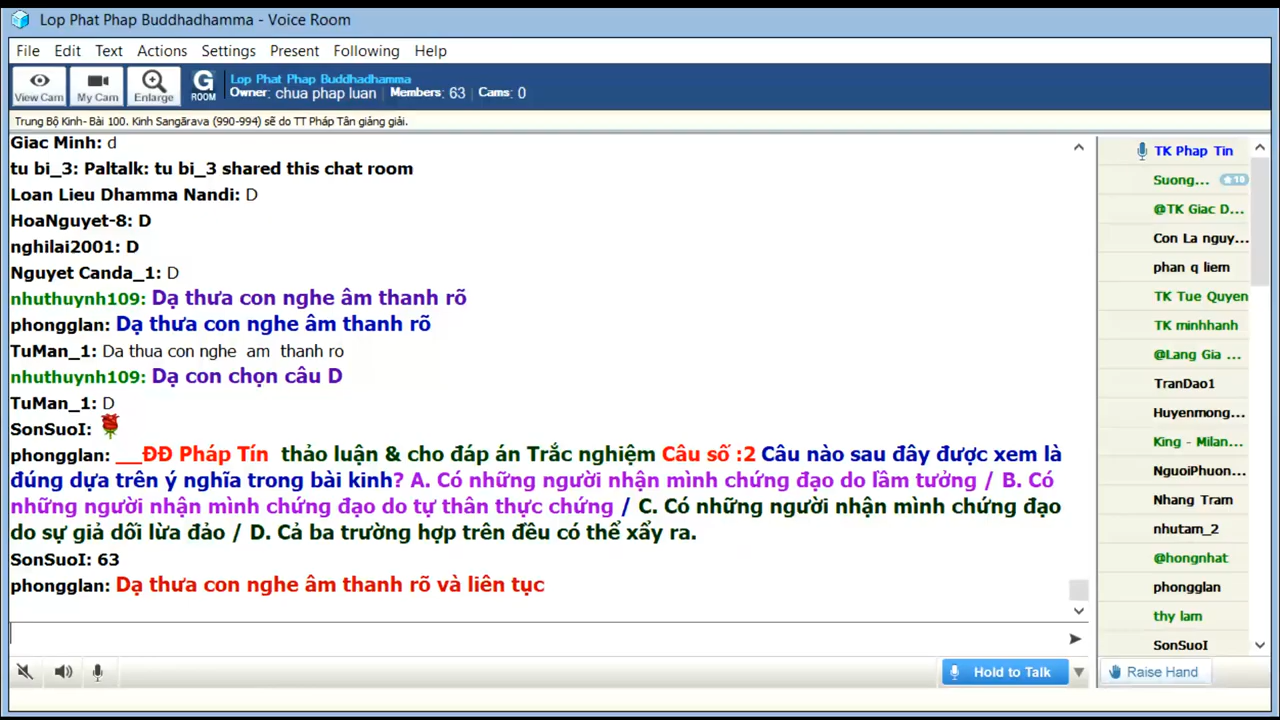 Lop Phat Phap Buddhadhamma - Voice Room
File Edit Text Actions Settings Present Following Help
View Cam My Cam Enlarge G ROOM
Lop Phat Phap Buddhadhamma
Owner: chua phap luan Members: 63 Cams: 0
Trung Bộ Kinh- Bài 100. Kinh Sangārava (990-994) sẽ do TT Pháp Tân giảng giải.
Giac Minh: d
tu bi_3: Paltalk: tu bi_3 shared this chat room
Loan Lieu Dhamma Nandi: D
HoaNguyet-8: D
nghilai2001: D
Nguyet Canda_1: D
nhuthuynh109: Dạ thưa con nghe âm thanh rõ
phongglan: Dạ thưa con nghe âm thanh rõ
TuMan_1: Da thua con nghe am thanh ro
nhuthuynh109: Dạ con chọn câu D
TuMan_1: D
SonSuoI:
phongglan: __ĐĐ Pháp Tín thảo luận & cho đáp án Trắc nghiệm Câu số :2 Câu nào sau đây được xem là
đúng dựa trên ý nghĩa trong bài kinh? A. Có những người nhận mình chứng đạo do lầm tưởng / B. Có
những người nhận mình chứng đạo do tự thân thực chứng / C. Có những người nhận mình chứng đạo
do sự giả dối lừa đảo / D. Cả ba trường hợp trên đều có thể xẩy ra.
SonSuoI: 63
phongglan: Dạ thưa con nghe âm thanh rõ và liên tục
Hold to Talk
TK Phap Tin
Suong... 10
@TK Giac D...
Con La nguy...
phan q liem
TK Tue Quyen
TK minhhanh
@Lang Gia ...
TranDao1
Huyenmong...
King - Milan...
NguoiPhuon...
Nhang Tram
nhutam_2
@hongnhat
phongglan
thy lam
SonSuoI
Raise Hand